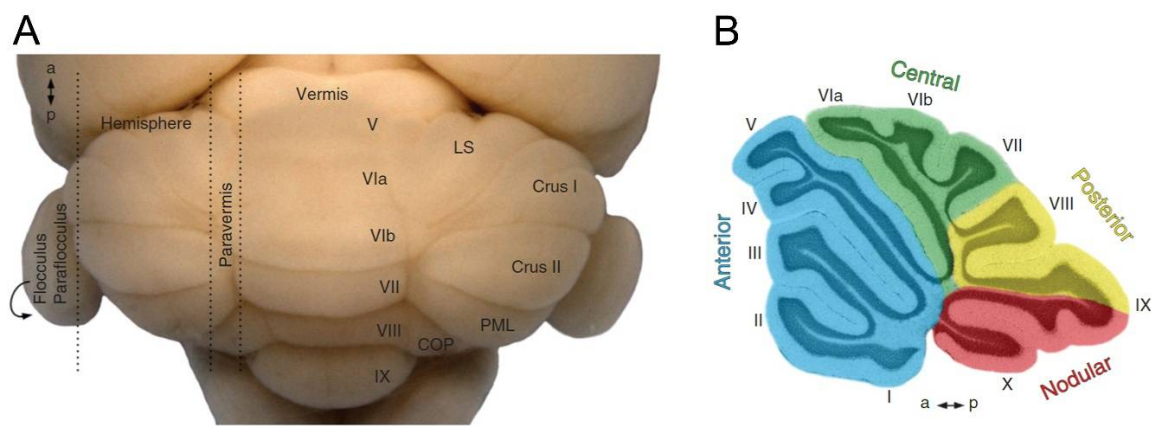 A
a
p
Vermis
Hemisphere
V
LS
VIa
Crus I
Paravermis
VIb
Crus II
Flocculus
Paraflocculus
VII
VIII
PML
COP
IX
B
Central
VIa
VIb
V
VII
Posterior
VIII
IV
Anterior
III
II
IX
X
Nodular
I
a
p